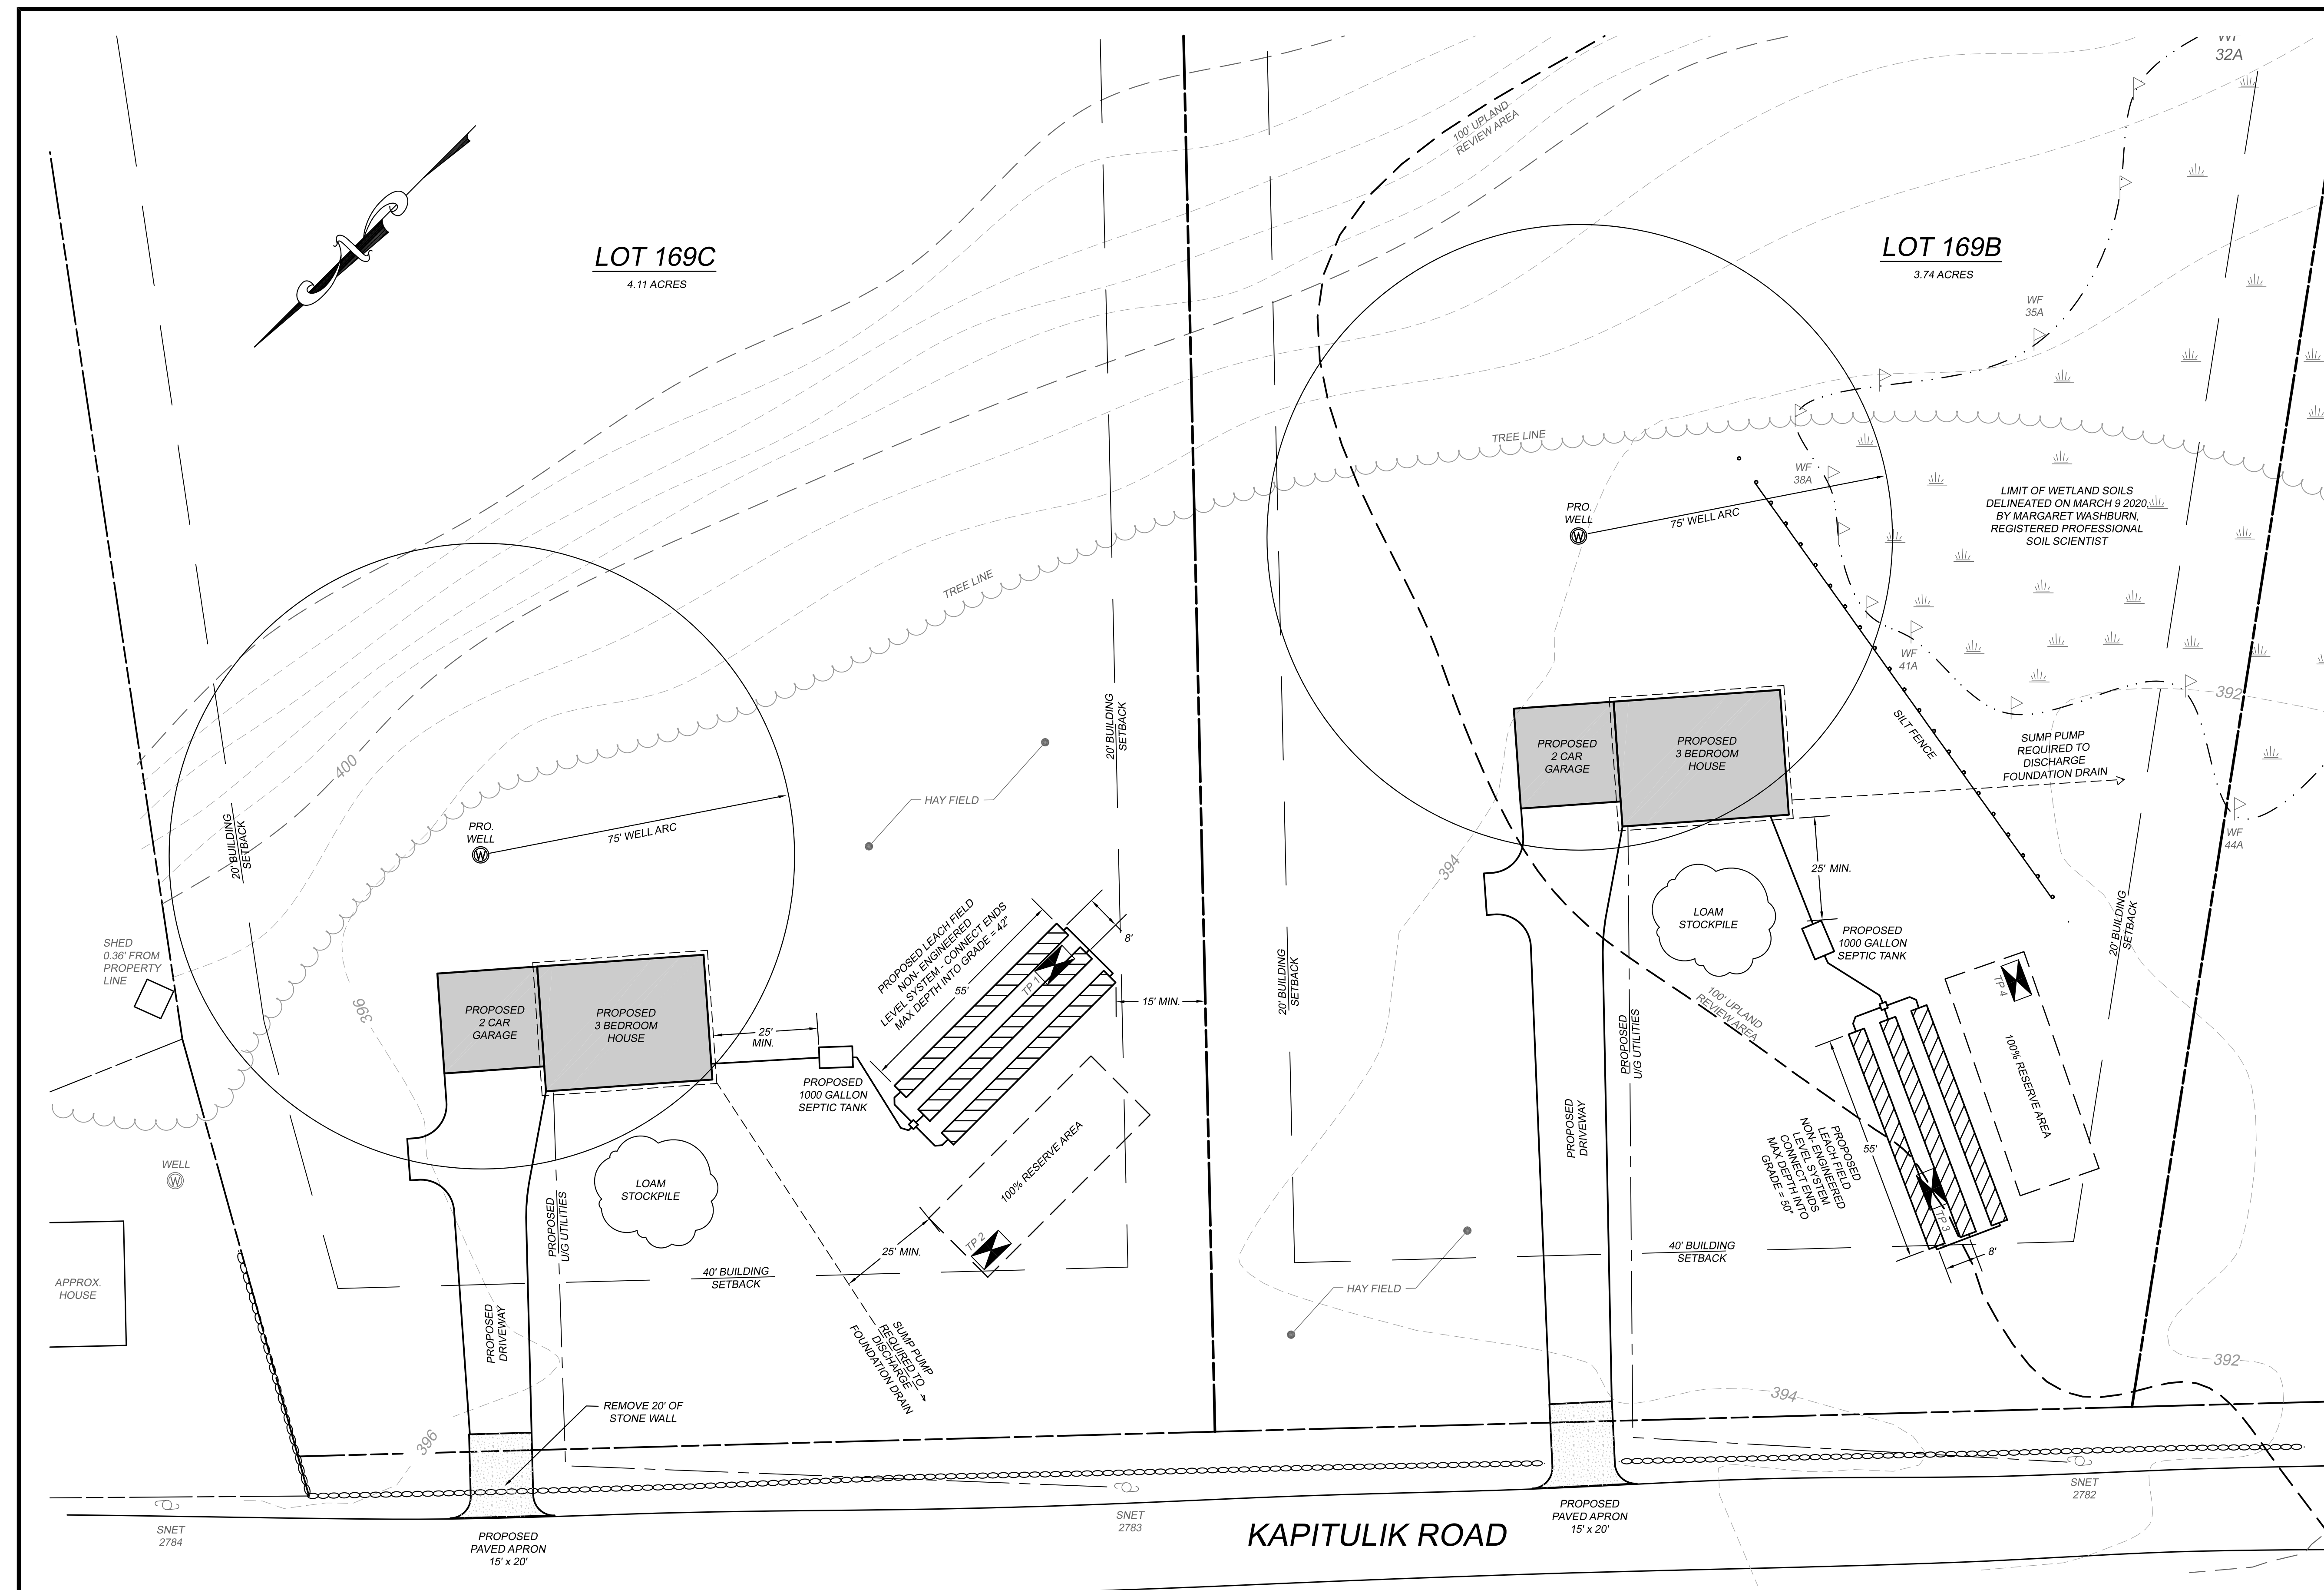 WF
32A
100' UPLAND
REVIEW AREA
LOT 169C
4.11 ACRES
LOT 169B
3.74 ACRES
WF
35A
TREE LINE
WF
38A
PRO.
WELL
W
75' WELL ARC
LIMIT OF WETLAND SOILS
DELINEATED ON MARCH 9 2020,
BY MARGARET WASHBURN,
REGISTERED PROFESSIONAL
SOIL SCIENTIST
TREE LINE
WF
41A
392
20' BUILDING
SETBACK
SILT FENCE
SUMP PUMP
REQUIRED TO
DISCHARGE
FOUNDATION DRAIN
PROPOSED
2 CAR
GARAGE
PROPOSED
3 BEDROOM
HOUSE
400
HAY FIELD
20' BUILDING
SETBACK
PRO.
WELL
W
75' WELL ARC
WF
44A
394
25' MIN.
LOAM
STOCKPILE
PROPOSED
1000 GALLON
SEPTIC TANK
20' BUILDING
SETBACK
SHED
0.36' FROM
PROPERTY
LINE
PROPOSED LEACH FIELD
NON- ENGINEERED
LEVEL SYSTEM - CONNECT ENDS
MAX DEPTH INTO GRADE = 42"
55'
8'
TP 1
15' MIN.
20' BUILDING
SETBACK
TP 4
396
PROPOSED
2 CAR
GARAGE
PROPOSED
3 BEDROOM
HOUSE
25'
MIN.
PROPOSED
1000 GALLON
SEPTIC TANK
100' UPLAND
REVIEW AREA
PROPOSED
U/G UTILITIES
100% RESERVE AREA
PROPOSED
DRIVEWAY
PROPOSED
LEACH FIELD
NON- ENGINEERED
LEVEL SYSTEM
CONNECT ENDS
MAX DEPTH INTO
GRADE = 50"
55'
TP 3
8'
WELL
W
LOAM
STOCKPILE
100% RESERVE AREA
PROPOSED
U/G UTILITIES
25' MIN.
TP 2
40' BUILDING
SETBACK
40' BUILDING
SETBACK
APPROX.
HOUSE
HAY FIELD
PROPOSED
DRIVEWAY
SUMP PUMP
REQUIRED TO
DISCHARGE
FOUNDATION DRAIN
392
394
REMOVE 20' OF
STONE WALL
396
SNET
2784
SNET
2783
SNET
2782
PROPOSED
PAVED APRON
15' x 20'
KAPITULIK ROAD
PROPOSED
PAVED APRON
15' x 20'